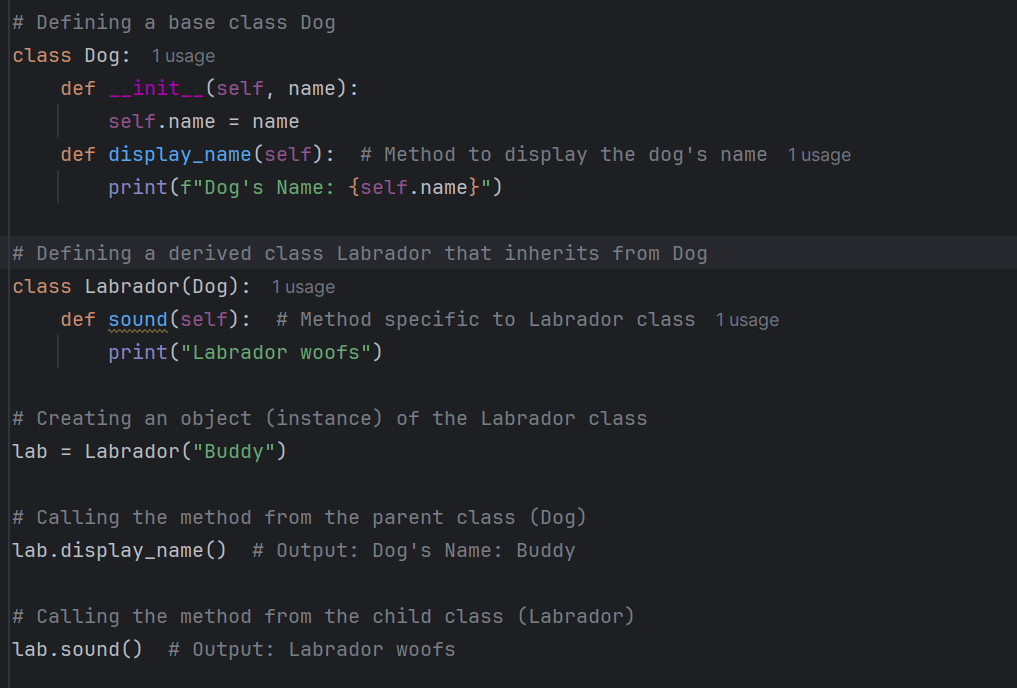 # Defining a base class Dog
class Dog:  1 usage
    def __init__(self, name):
        self.name = name
    def display_name(self):  # Method to display the dog's name  1 usage
        print(f"Dog's Name: {self.name}")
# Defining a derived class Labrador that inherits from Dog
class Labrador(Dog):  1 usage
    def sound(self):  # Method specific to Labrador class  1 usage
        print("Labrador woofs")
# Creating an object (instance) of the Labrador class
lab = Labrador("Buddy")
# Calling the method from the parent class (Dog)
lab.display_name()  # Output: Dog's Name: Buddy
# Calling the method from the child class (Labrador)
lab.sound()  # Output: Labrador woofs